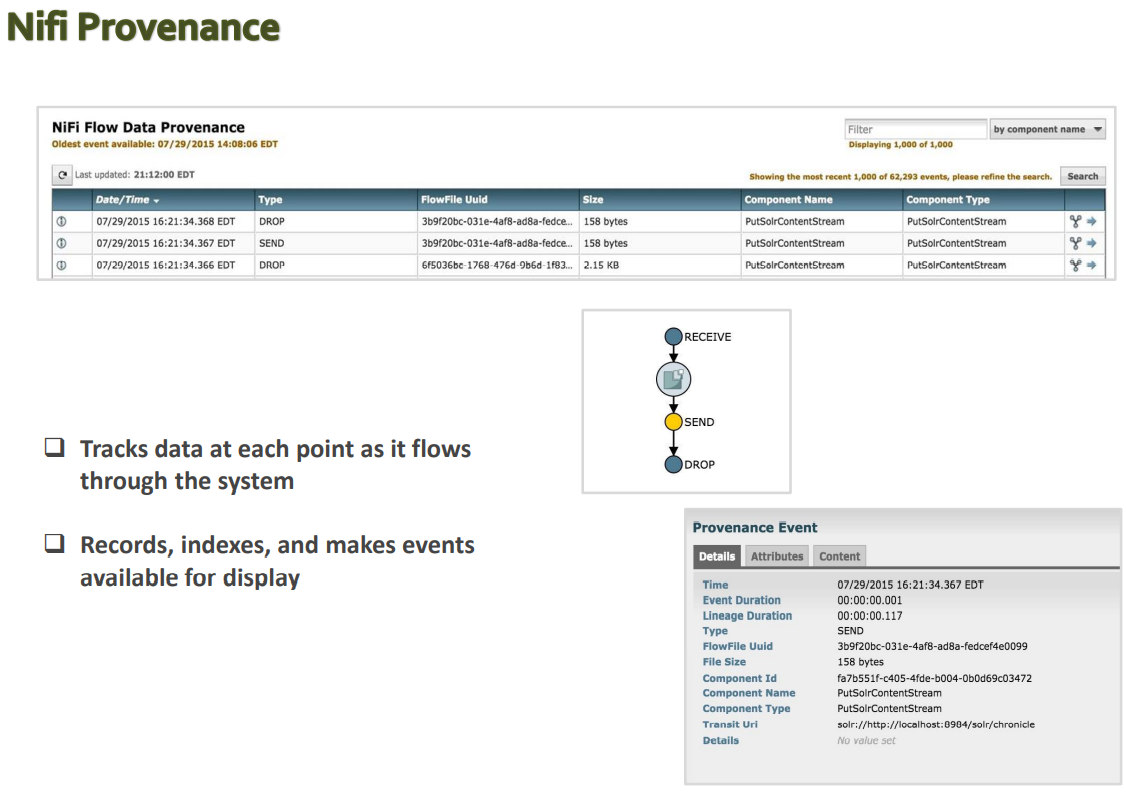 Nifi Provenance
NiFi Flow Data Provenance
Oldest event available: 07/29/2015 14:08:06 EDT
Filter
by component name
Displaying 1,000 of 1,000
Last updated: 21:12:00 EDT
Showing the most recent 1,000 of 62,293 events, please refine the search.
Search
Date/Time Type FlowFile Uuid Size Component Name Component Type
07/29/2015 16:21:34.368 EDT DROP 3b9f20bc-031e-4af8-ad8a-fedce... 158 bytes PutSolrContentStream PutSolrContentStream
07/29/2015 16:21:34.367 EDT SEND 3b9f20bc-031e-4af8-ad8a-fedce... 158 bytes PutSolrContentStream PutSolrContentStream
07/29/2015 16:21:34.366 EDT DROP 6f5036bc-1768-476d-9b6d-1f83... 2.15 KB PutSolrContentStream PutSolrContentStream
RECEIVE
SEND
DROP
Tracks data at each point as it flows
through the system
Records, indexes, and makes events
available for display
Provenance Event
Details Attributes Content
Time 07/29/2015 16:21:34.367 EDT
Event Duration 00:00:00.001
Lineage Duration 00:00:00.117
Type SEND
FlowFile Uuid 3b9f20bc-031e-4af8-ad8a-fedcef4e0099
File Size 158 bytes
Component Id fa7b551f-c405-4fde-b004-0b0d69c03472
Component Name PutSolrContentStream
Component Type PutSolrContentStream
Transit Uri solr://http://localhost:8984/solr/chronicle
Details No value set